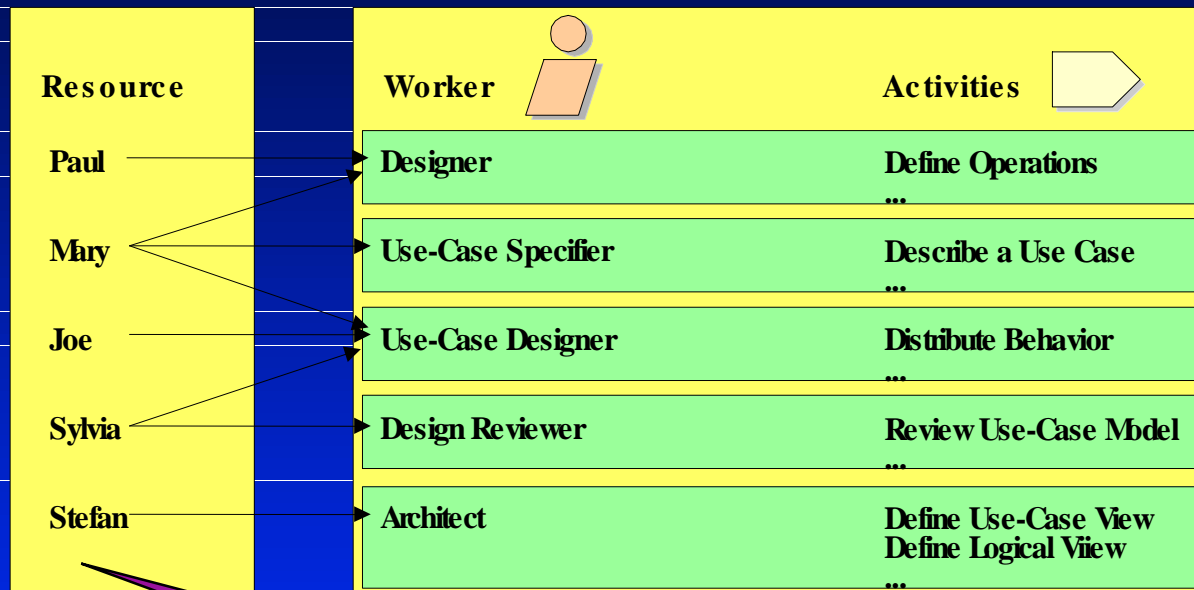 Resource Worker Activities
Paul Designer Define Operations
...
Mary Use-Case Specifier Describe a Use Case
...
Joe Use-Case Designer Distribute Behavior
...
Sylvia Design Reviewer Review Use-Case Model
...
Stefan Architect Define Use-Case View
Define Logical Viiew
...